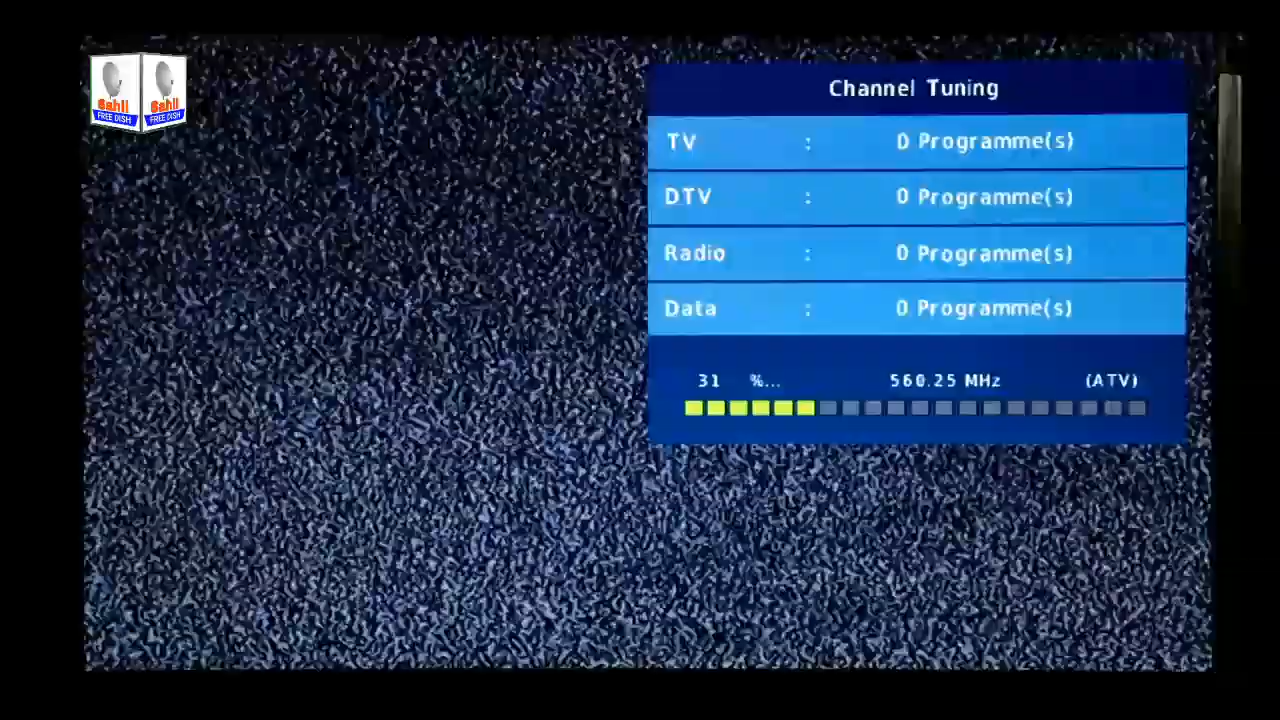 Sahil Sahil
FREE DISH FREE DISH
Channel Tuning
TV : 0 Programme(s)
DTV : 0 Programme(s)
Radio : 0 Programme(s)
Data : 0 Programme(s)
31 %... 560.25 MHz (ATV)